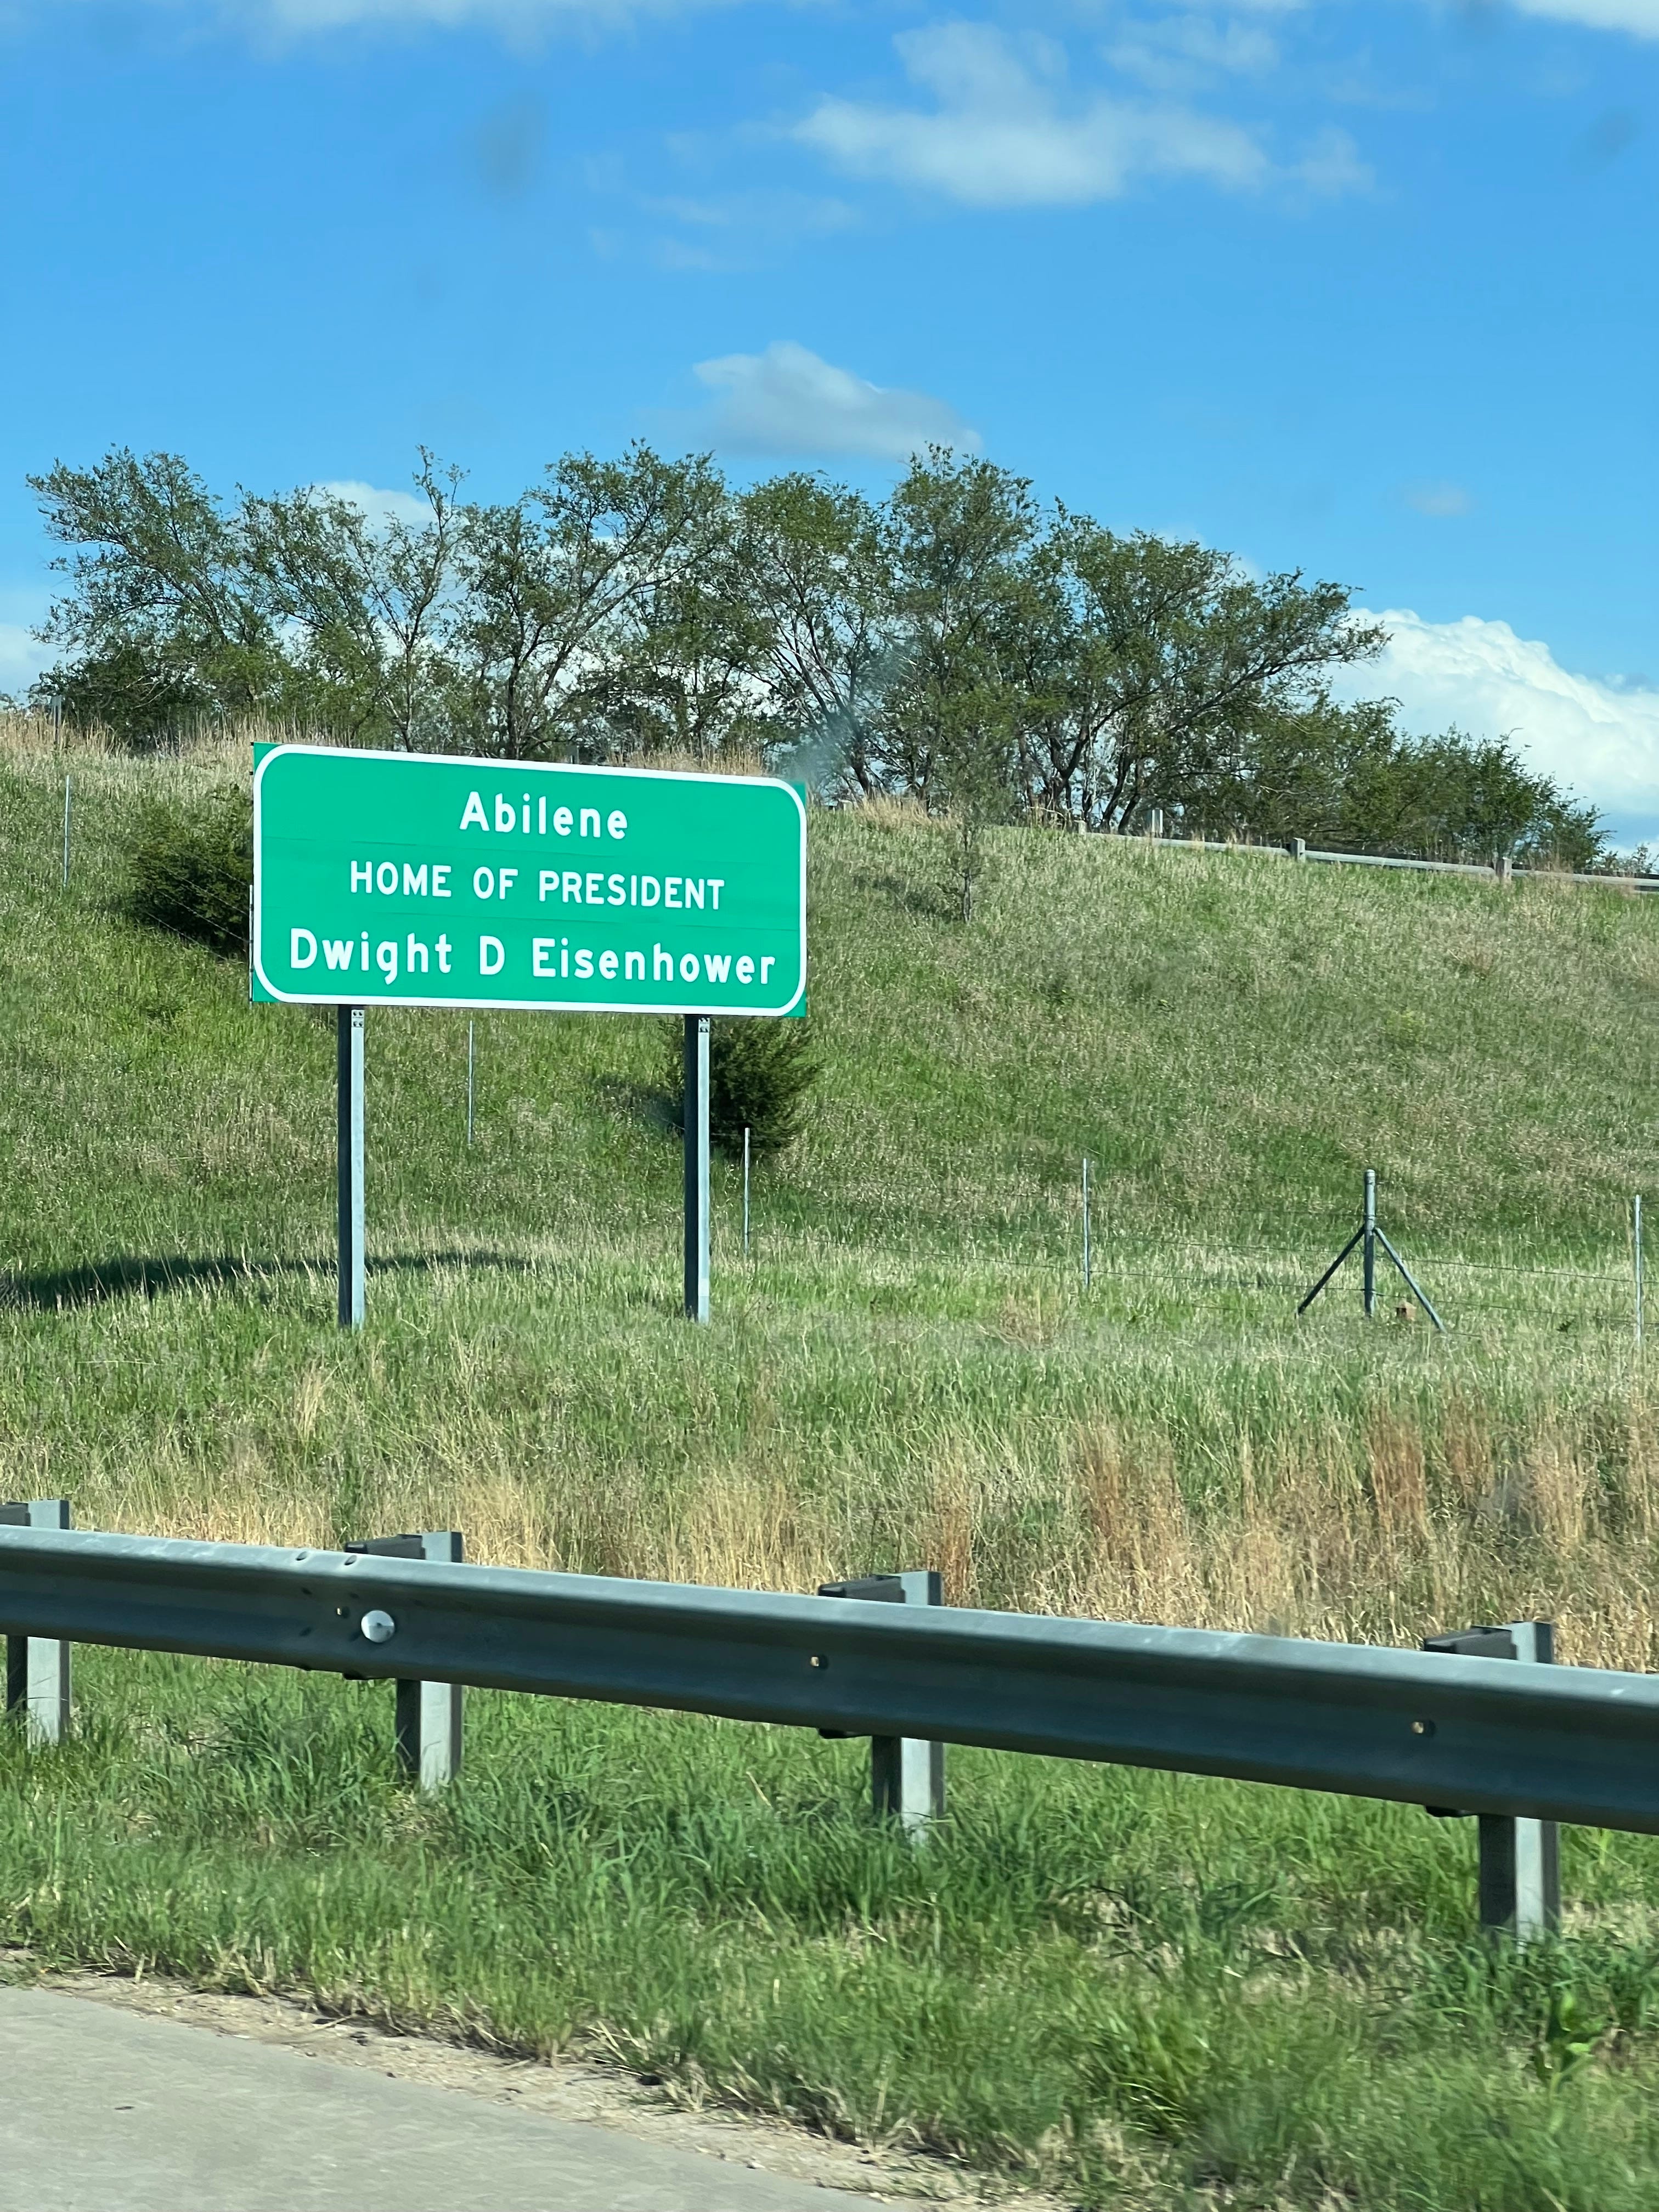 Abilene
HOME OF PRESIDENT
Dwight D Eisenhower